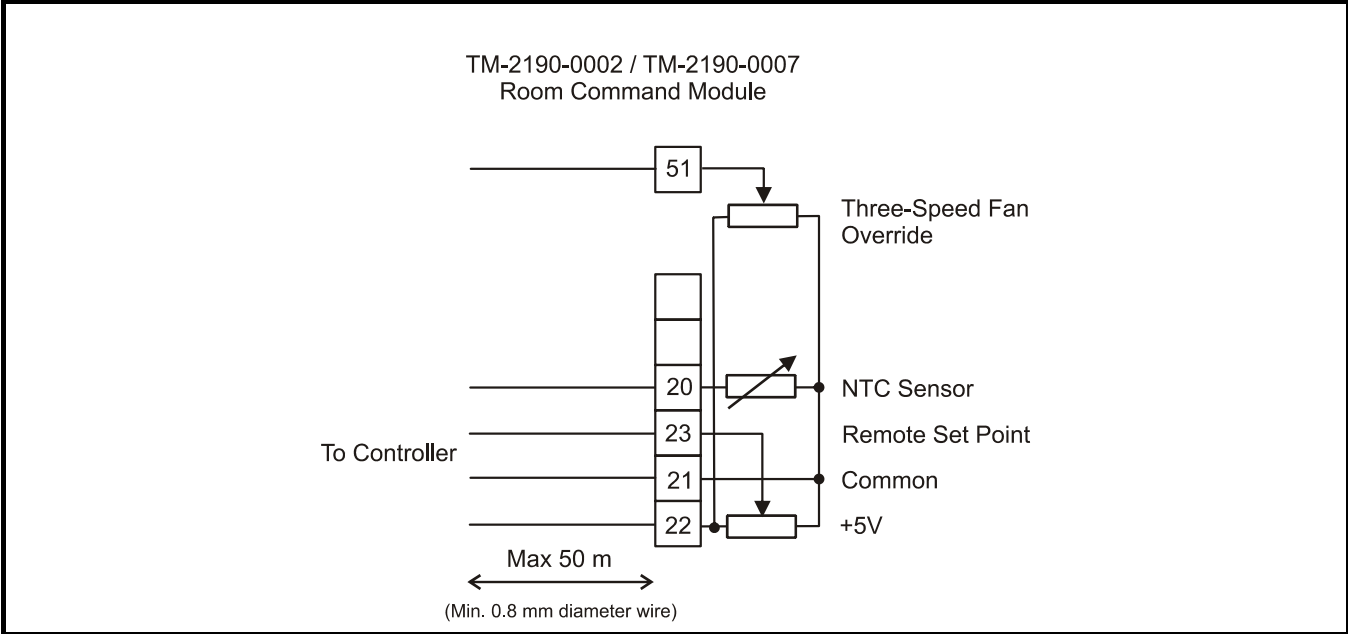 TM-2190-0002 / TM-2190-0007
Room Command Module
51
Three-Speed Fan
Override
20
NTC Sensor
23
Remote Set Point
To Controller
21
Common
22
+5V
Max 50 m
(Min. 0.8 mm diameter wire)